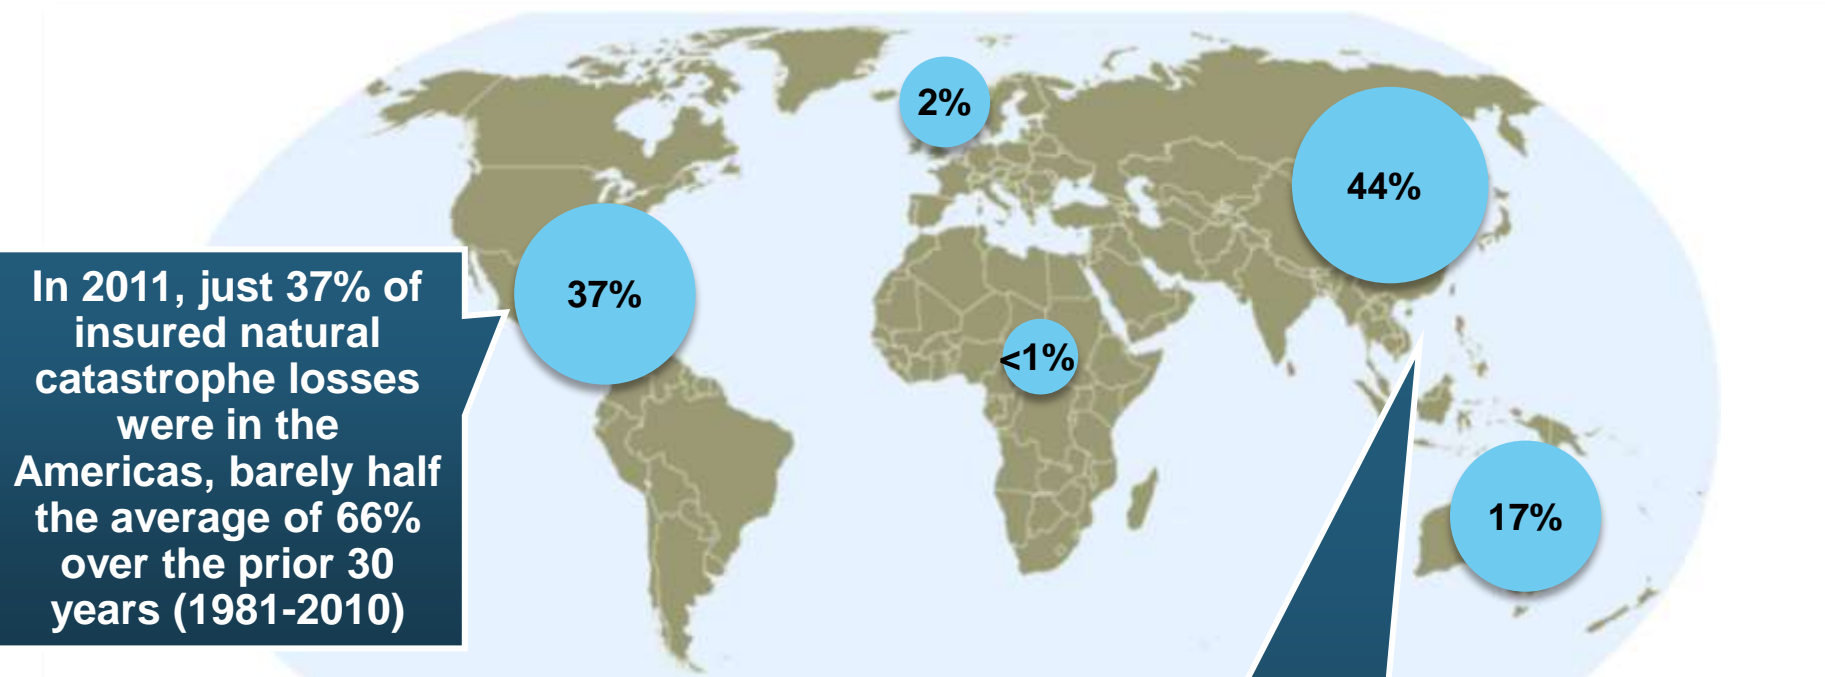 2%
44%
37%
<1%
17%
In 2011, just 37% of
insured natural
catastrophe losses
were in the
Americas, barely half
the average of 66%
over the prior 30
years (1981-2010)